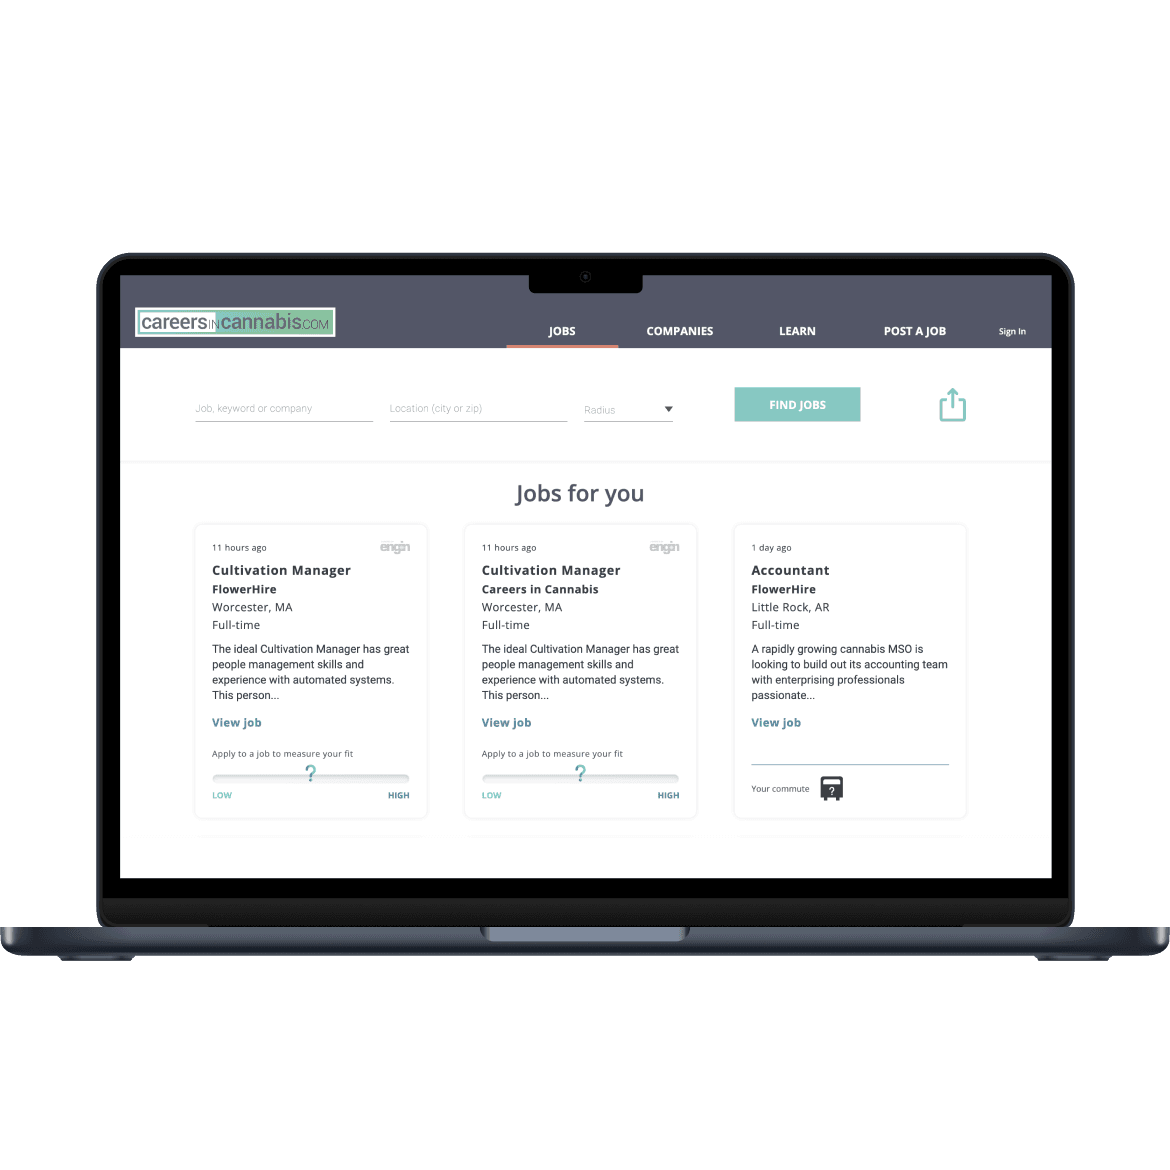 careersINcannabis.COM
JOBS COMPANIES LEARN POST A JOB Sign In
Job, keyword or company Location (city or zip) Radius FIND JOBS
Jobs for you
11 hours ago engin
Cultivation Manager
FlowerHire
Worcester, MA
Full-time
The ideal Cultivation Manager has great
people management skills and
experience with automated systems.
This person...
View job
Apply to a job to measure your fit
?
LOW HIGH
11 hours ago engin
Cultivation Manager
Careers in Cannabis
Worcester, MA
Full-time
The ideal Cultivation Manager has great
people management skills and
experience with automated systems.
This person...
View job
Apply to a job to measure your fit
?
LOW HIGH
1 day ago
Accountant
FlowerHire
Little Rock, AR
Full-time
A rapidly growing cannabis MSO is
looking to build out its accounting team
with enterprising professionals
passionate...
View job
Your commute ?